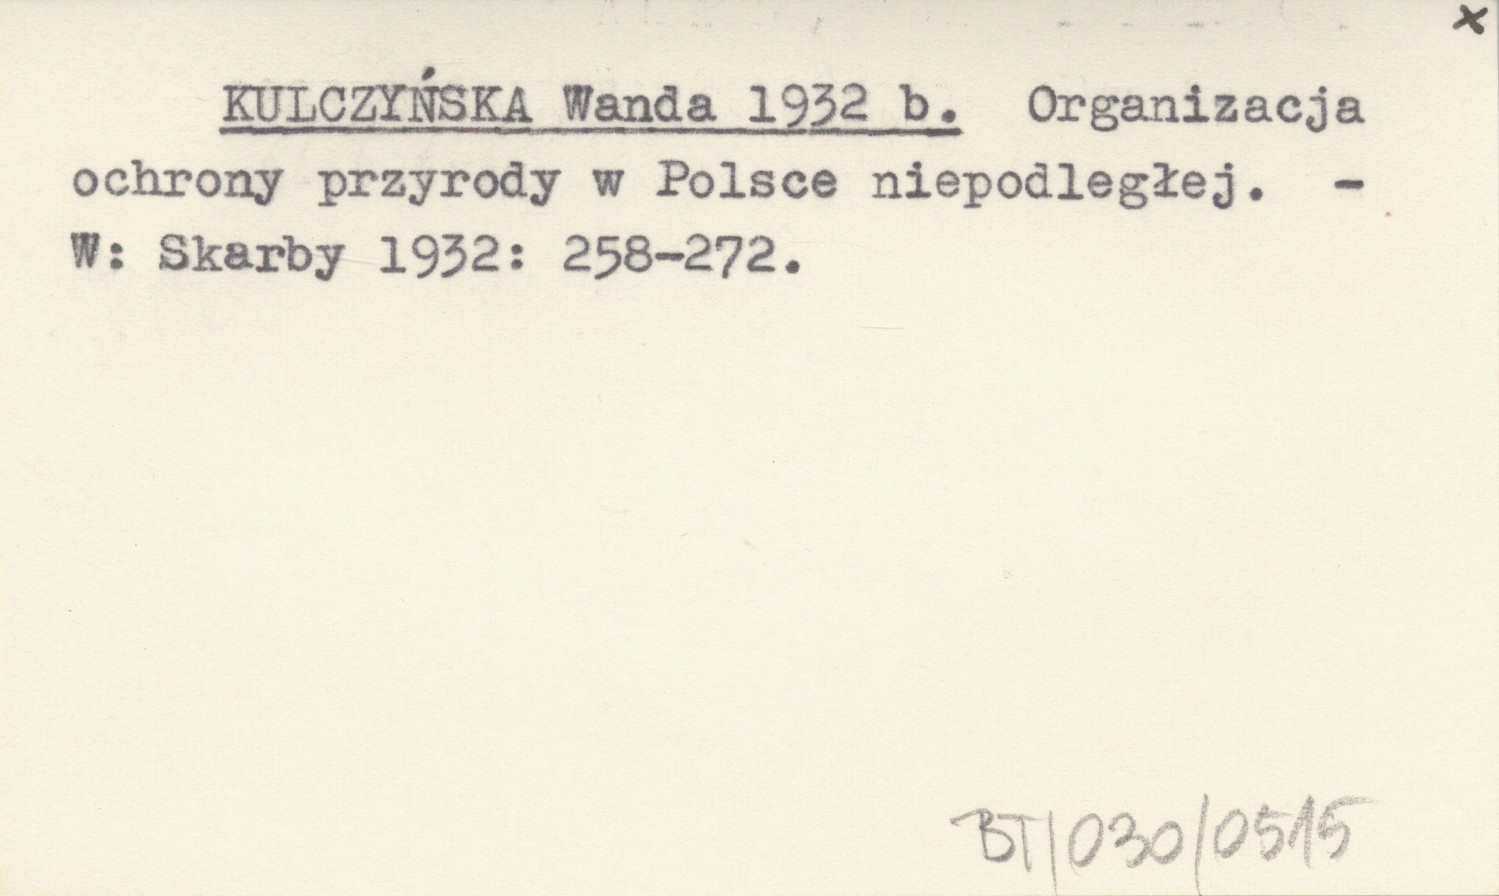 x
KULCZYŃSKA Wanda 1932 b. Organizacja
ochrony przyrody w Polsce niepodległej. -
W: Skarby 1932: 258-272.
BT/030/0515